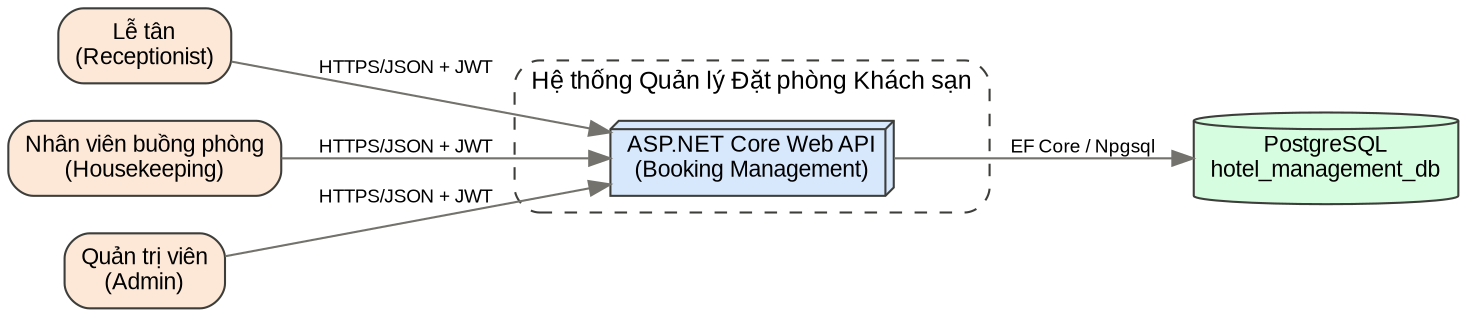 Lễ tân
(Receptionist)
HTTPS/JSON + JWT
Nhân viên buồng phòng
(Housekeeping)
HTTPS/JSON + JWT
Quản trị viên
(Admin)
HTTPS/JSON + JWT
Hệ thống Quản lý Đặt phòng Khách sạn
ASP.NET Core Web API
(Booking Management)
EF Core / Npgsql
PostgreSQL
hotel_management_db